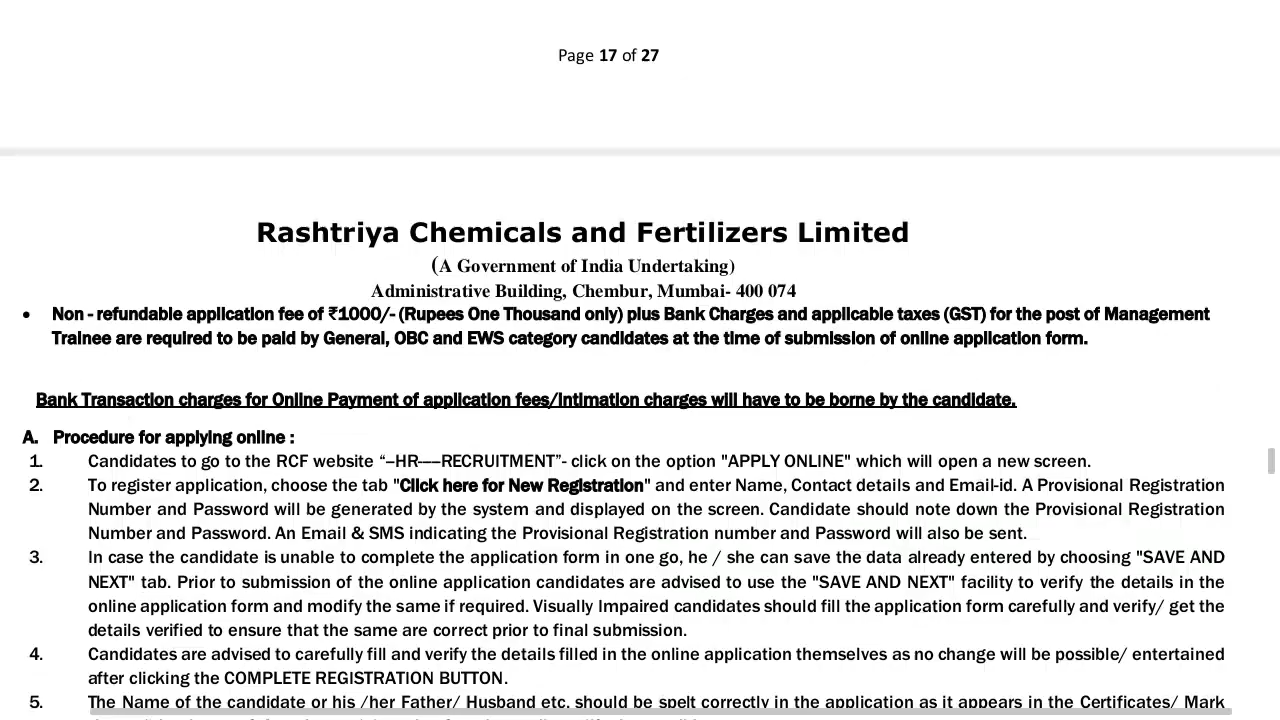 Page 17 of 27
Rashtriya Chemicals and Fertilizers Limited
(A Government of India Undertaking)
Administrative Building, Chembur, Mumbai- 400 074
• Non - refundable application fee of ₹1000/- (Rupees One Thousand only) plus Bank Charges and applicable taxes (GST) for the post of Management
Trainee are required to be paid by General, OBC and EWS category candidates at the time of submission of online application form.
Bank Transaction charges for Online Payment of application fees/intimation charges will have to be borne by the candidate.
A. Procedure for applying online :
1. Candidates to go to the RCF website “–HR-—RECRUITMENT”- click on the option "APPLY ONLINE" which will open a new screen.
2. To register application, choose the tab "Click here for New Registration" and enter Name, Contact details and Email-id. A Provisional Registration
Number and Password will be generated by the system and displayed on the screen. Candidate should note down the Provisional Registration
Number and Password. An Email & SMS indicating the Provisional Registration number and Password will also be sent.
3. In case the candidate is unable to complete the application form in one go, he / she can save the data already entered by choosing "SAVE AND
NEXT" tab. Prior to submission of the online application candidates are advised to use the "SAVE AND NEXT" facility to verify the details in the
online application form and modify the same if required. Visually Impaired candidates should fill the application form carefully and verify/ get the
details verified to ensure that the same are correct prior to final submission.
4. Candidates are advised to carefully fill and verify the details filled in the online application themselves as no change will be possible/ entertained
after clicking the COMPLETE REGISTRATION BUTTON.
5. The Name of the candidate or his /her Father/ Husband etc. should be spelt correctly in the application as it appears in the Certificates/ Mark